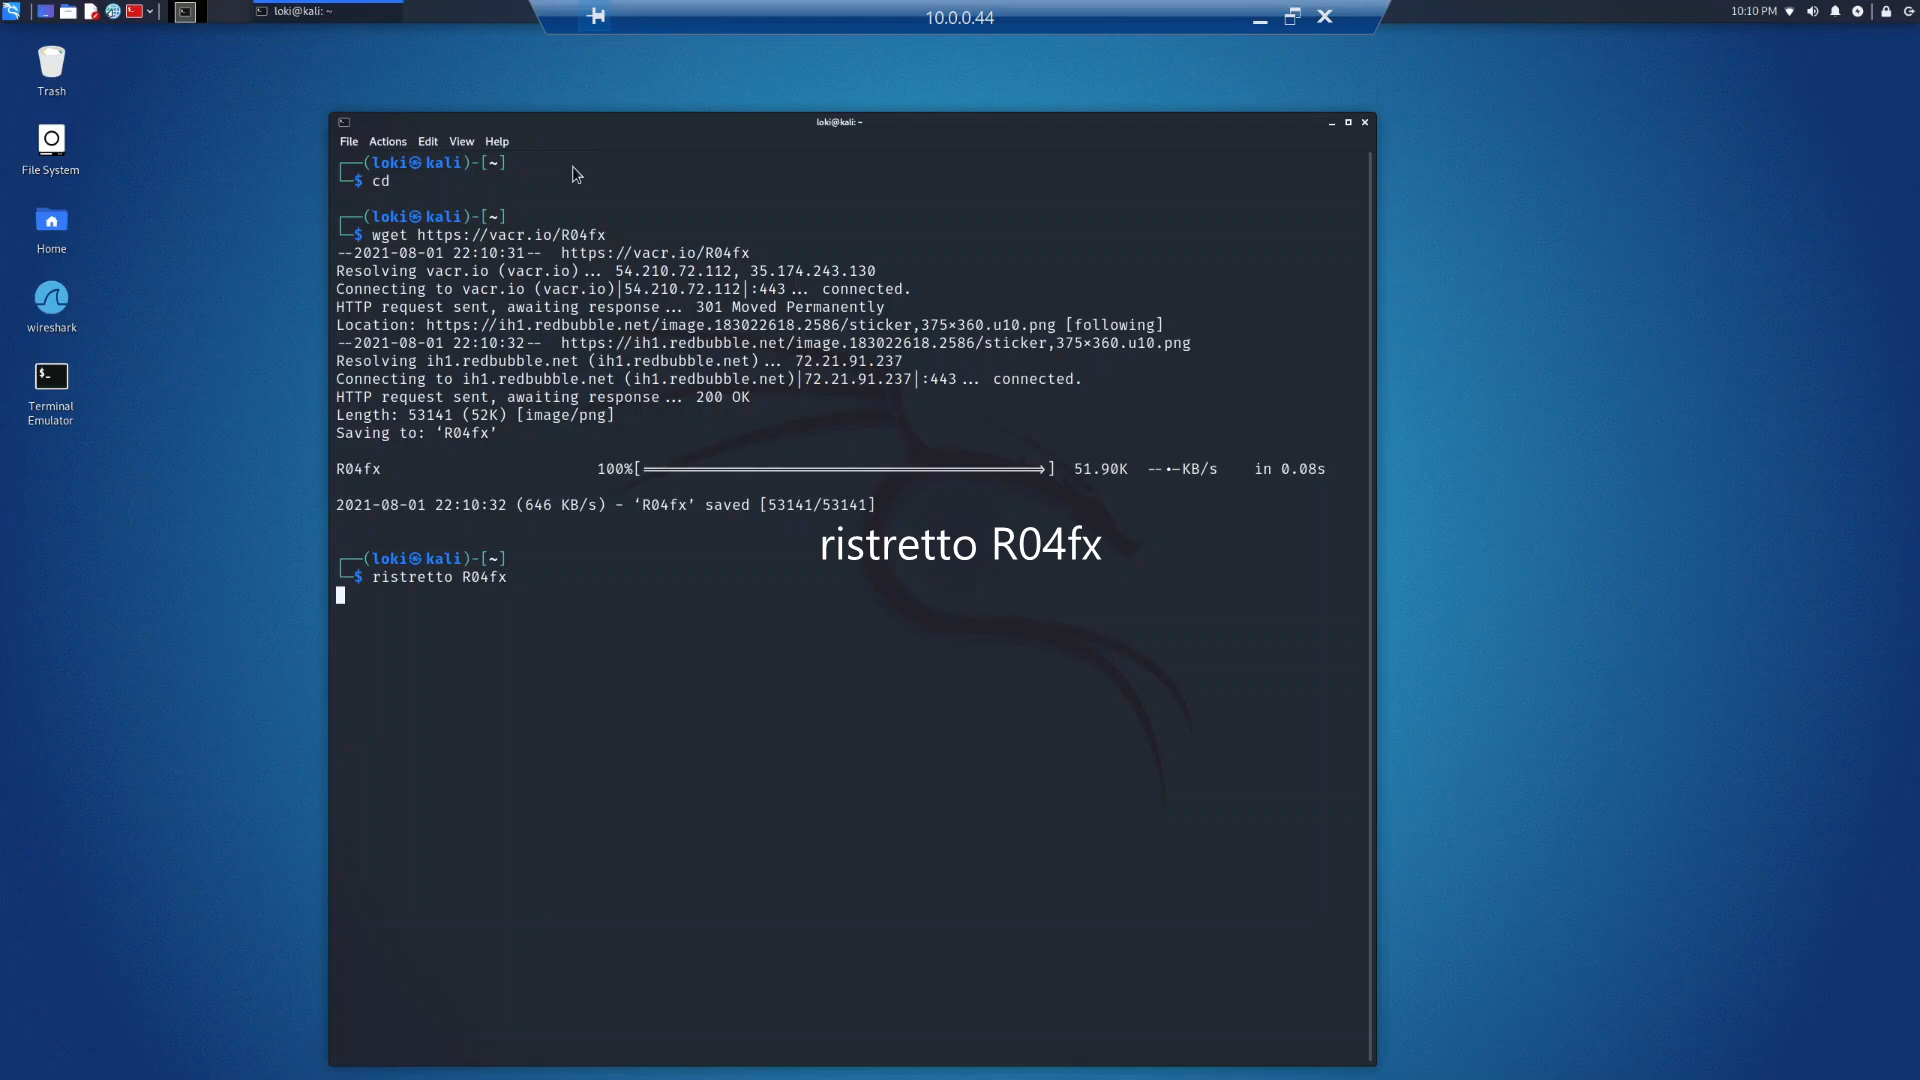 loki@kali: ~
10.0.0.44
10:10 PM
Trash
File System
Home
wireshark
Terminal
Emulator
loki@kali: ~
File Actions Edit View Help
┌──(loki㉿kali)-[~]
└─$ cd
┌──(loki㉿kali)-[~]
└─$ wget https://vacr.io/R04fx
--2021-08-01 22:10:31--  https://vacr.io/R04fx
Resolving vacr.io (vacr.io)... 54.210.72.112, 35.174.243.130
Connecting to vacr.io (vacr.io)|54.210.72.112|:443... connected.
HTTP request sent, awaiting response... 301 Moved Permanently
Location: https://ih1.redbubble.net/image.183022618.2586/sticker,375×360.u10.png [following]
--2021-08-01 22:10:32--  https://ih1.redbubble.net/image.183022618.2586/sticker,375×360.u10.png
Resolving ih1.redbubble.net (ih1.redbubble.net)... 72.21.91.237
Connecting to ih1.redbubble.net (ih1.redbubble.net)|72.21.91.237|:443... connected.
HTTP request sent, awaiting response... 200 OK
Length: 53141 (52K) [image/png]
Saving to: ‘R04fx’
R04fx 100%[===================>] 51.90K --.-KB/s in 0.08s
2021-08-01 22:10:32 (646 KB/s) - ‘R04fx’ saved [53141/53141]
ristretto R04fx
┌──(loki㉿kali)-[~]
└─$ ristretto R04fx